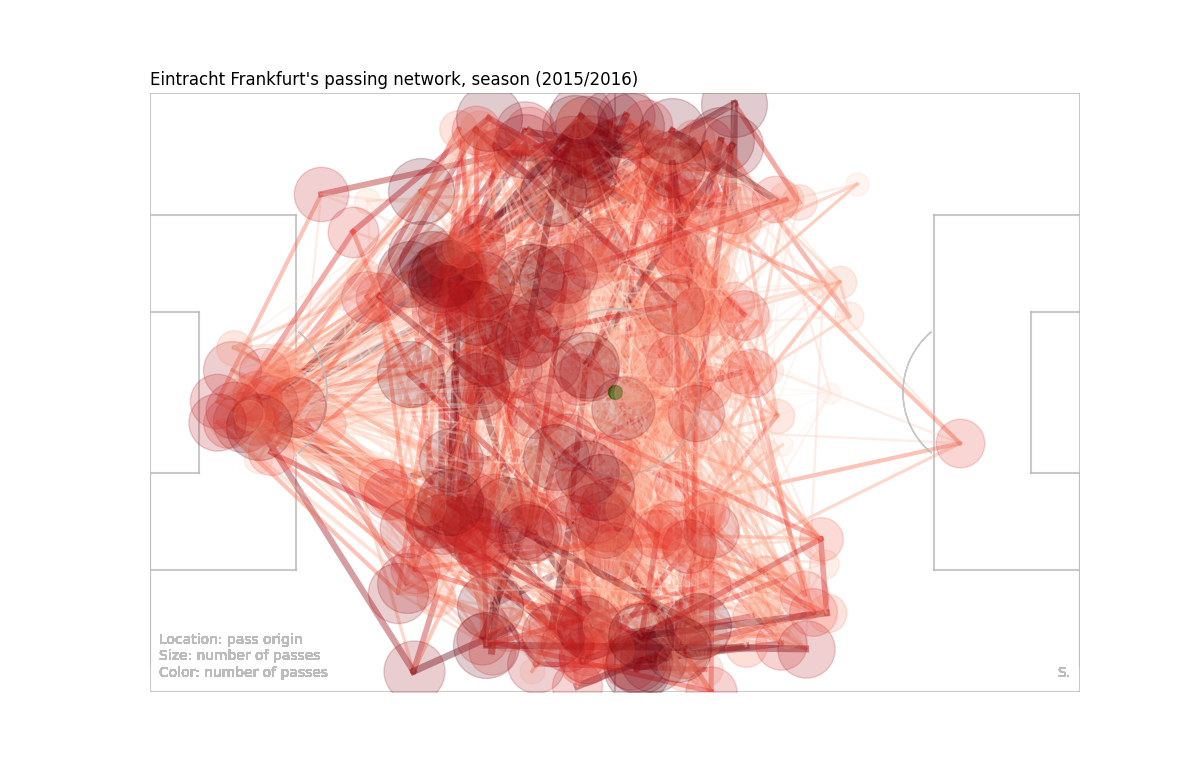 Eintracht Frankfurt's passing network, season (2015/2016)
Location: pass origin
Size: number of passes
Color: number of passes
S.